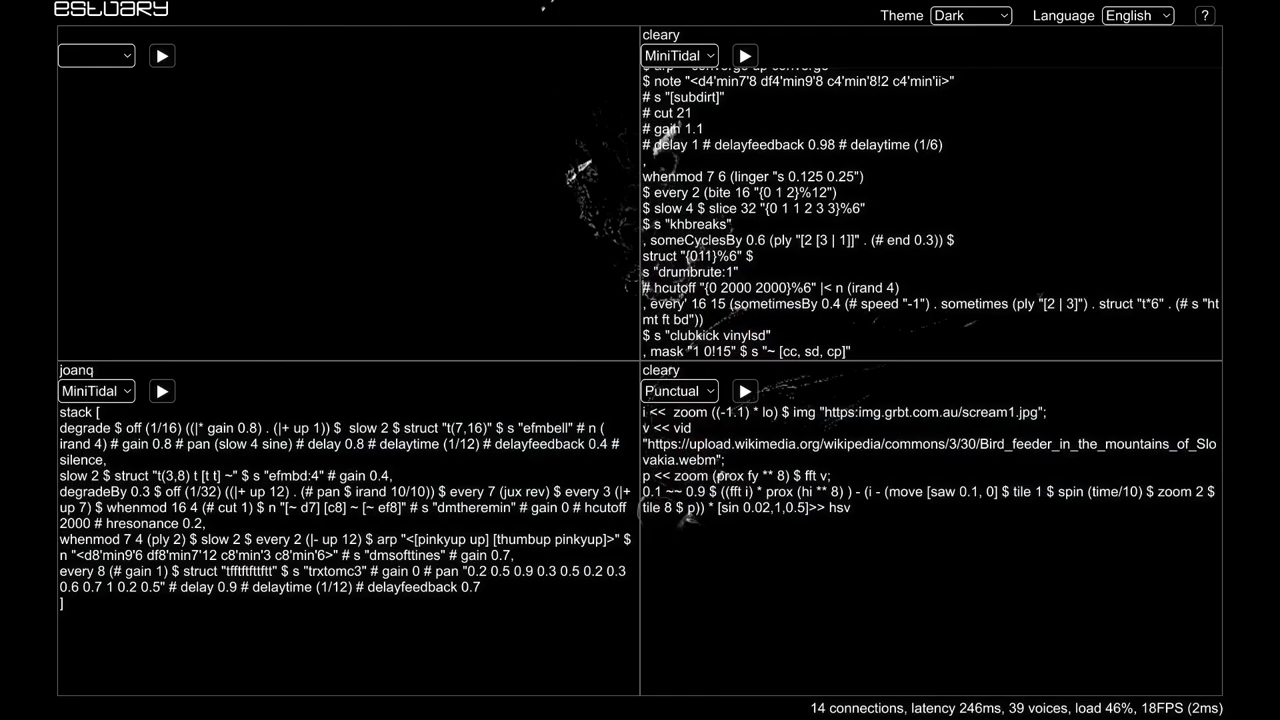 estuary
Theme Dark Language English ?
cleary
MiniTidal
$ note "<d4'min7'8 df4'min9'8 c4'min'8!2 c4'min'ii>"
# s "[subdirt]"
# cut 21
# gain 1.1
# delay 1 # delayfeedback 0.98 # delaytime (1/6)
,
whenmod 7 6 (linger "s 0.125 0.25")
$ every 2 (bite 16 "{0 1 2}%12")
$ slow 4 $ slice 32 "{0 1 1 2 3 3}%6"
$ s "khbreaks"
, someCyclesBy 0.6 (ply "[2 [3 | 1]]" . (# end 0.3)) $
struct "{011}%6" $
s "drumbrute:1"
# hcutoff "{0 2000 2000}%6" |< n (irand 4)
, every' 16 15 (sometimesBy 0.4 (# speed "-1") . sometimes (ply "[2 | 3]") . struct "t*6" . (# s "ht
mt ft bd"))
$ s "clubkick vinylsd"
, mask "1 0!15" $ s "~ [cc, sd, cp]"
joanq
MiniTidal
stack [
degrade $ off (1/16) ((|* gain 0.8) . (|+ up 1)) $ slow 2 $ struct "t(7,16)" $ s "efmbell" # n (
irand 4) # gain 0.8 # pan (slow 4 sine) # delay 0.8 # delaytime (1/12) # delayfeedback 0.4 #
silence,
slow 2 $ struct "t(3,8) t [t t] ~" $ s "efmbd:4" # gain 0.4,
degradeBy 0.3 $ off (1/32) ((|+ up 12) . (# pan $ irand 10/10)) $ every 7 (jux rev) $ every 3 (|+
up 7) $ whenmod 16 4 (# cut 1) $ n "[~ d7] [c8] ~ [~ ef8]" # s "dmtheremin" # gain 0 # hcutoff
2000 # hresonance 0.2,
whenmod 7 4 (ply 2) $ slow 2 $ every 2 (|- up 12) $ arp "<[pinkyup up] [thumbup pinkyup]>" $
n "<d8'min9'6 df8'min7'12 c8'min'3 c8'min'6>" # s "dmsofttines" # gain 0.7,
every 8 (# gain 1) $ struct "tfftftfttftt" $ s "trxtomc3" # gain 0 # pan "0.2 0.5 0.9 0.3 0.5 0.2 0.3
0.6 0.7 1 0.2 0.5" # delay 0.9 # delaytime (1/12) # delayfeedback 0.7
]
cleary
Punctual
i << zoom ((-1.1) * lo) $ img "https:img.grbt.com.au/scream1.jpg";
v << vid
"https://upload.wikimedia.org/wikipedia/commons/3/30/Bird_feeder_in_the_mountains_of_Slo
vakia.webm";
p << zoom (prox fy ** 8) $ fft v;
0.1 ~~ 0.9 $ ((fft i) * prox (hi ** 8) ) - (i - (move [saw 0.1, 0] $ tile 1 $ spin (time/10) $ zoom 2 $
tile 8 $ p)) * [sin 0.02,1,0.5]>> hsv
14 connections, latency 246ms, 39 voices, load 46%, 18FPS (2ms)